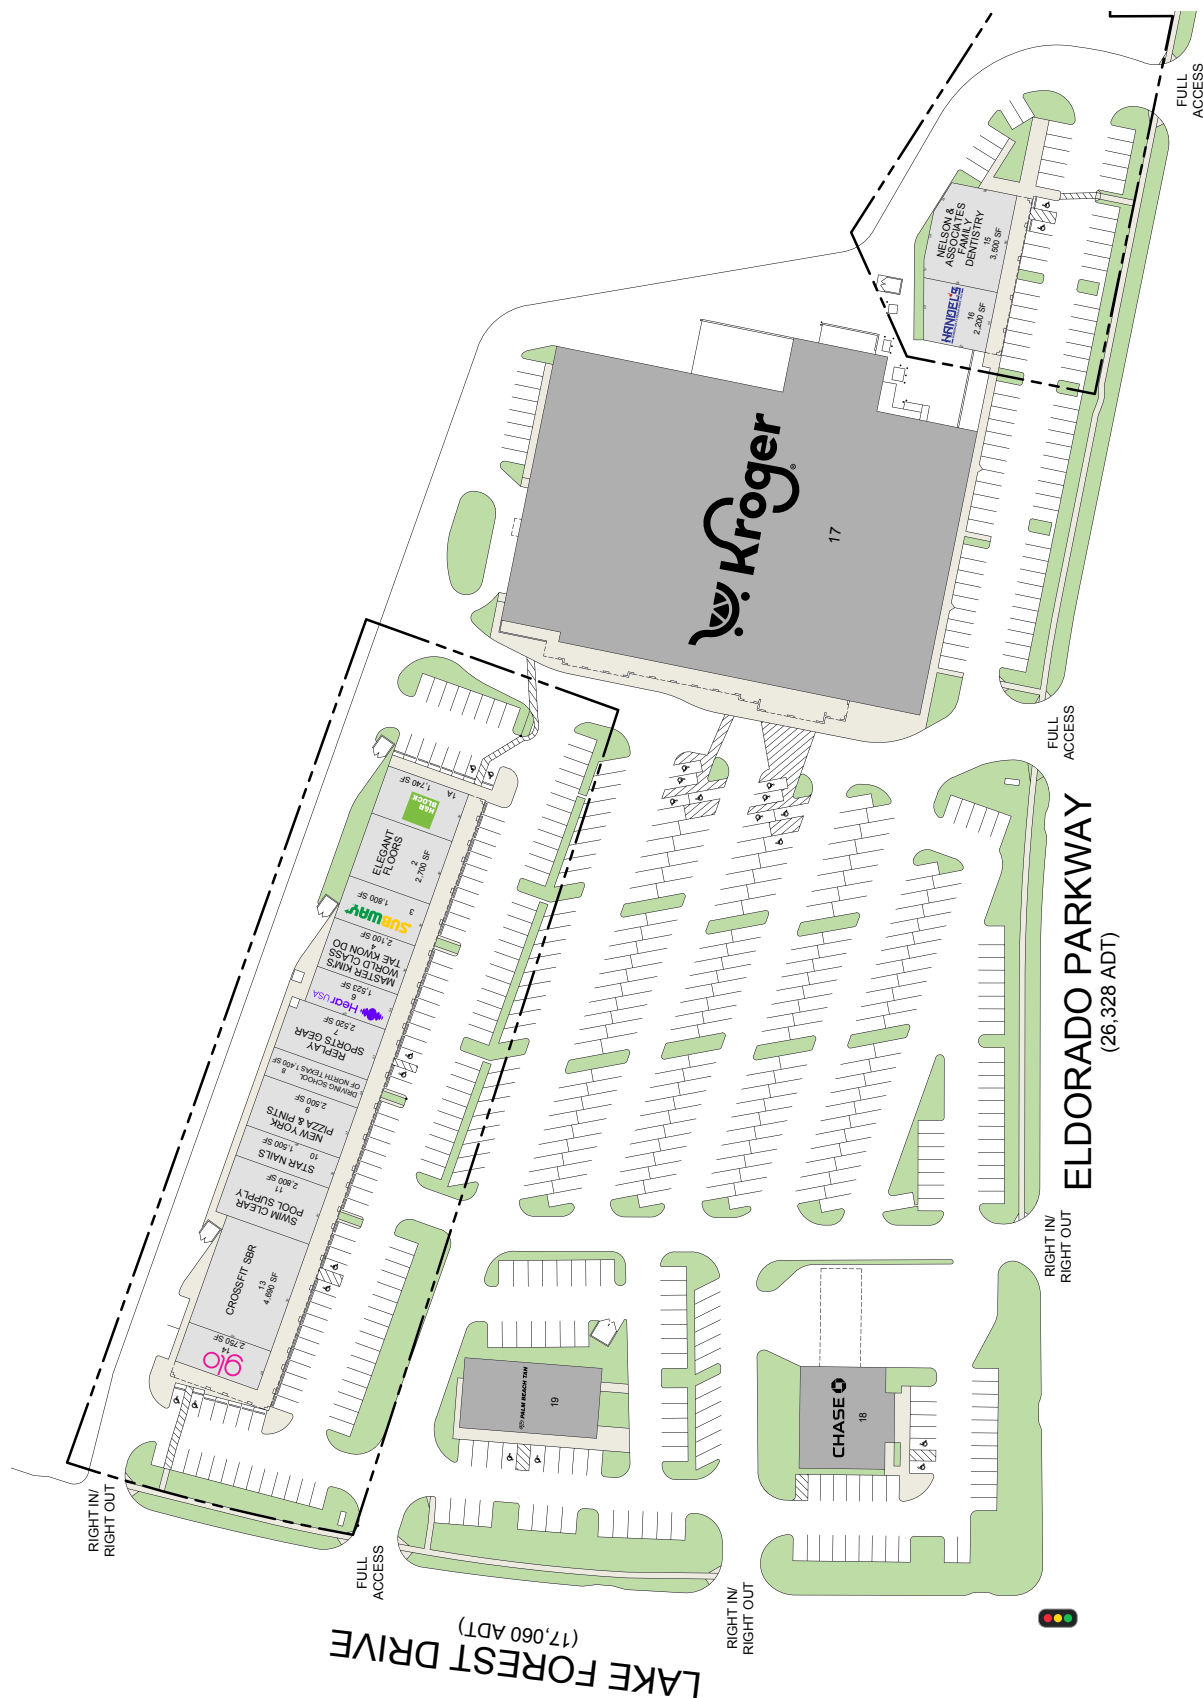 FULL
ACCESS
NELSON &
ASSOCIATES
FAMILY
DENTISTRY
15
3,500 SF
HANDEL'S
16
2,200 SF
Kroger
17
FULL
ACCESS
1A
1,740 SF
H&R
BLOCK
ELEGANT
FLOORS
2
2,700 SF
1,800 SF
SUBWAY
3
2,100 SF
4
MASTER KIM'S
WORLD CLASS
TAE KWON DO
1,523 SF
6
HearUSA
2,520 SF
7
REPLAY
SPORTS GEAR
8
DRIVING SCHOOL
OF NORTH TEXAS 1,400 SF
2,500 SF
9
NEW YORK
PIZZA & PINTS
1,500 SF
10
STAR NAILS
2,800 SF
11
SWIM CLEAR
POOL SUPPLY
CROSSFIT SBR
13
4,690 SF
2,750 SF
14
glo
ELDORADO PARKWAY
(26,328 ADT)
RIGHT IN/
RIGHT OUT
PALM BEACH TAN
19
CHASE
18
RIGHT IN/
RIGHT OUT
FULL
ACCESS
RIGHT IN/
RIGHT OUT
LAKE FOREST DRIVE
(17,060 ADT)